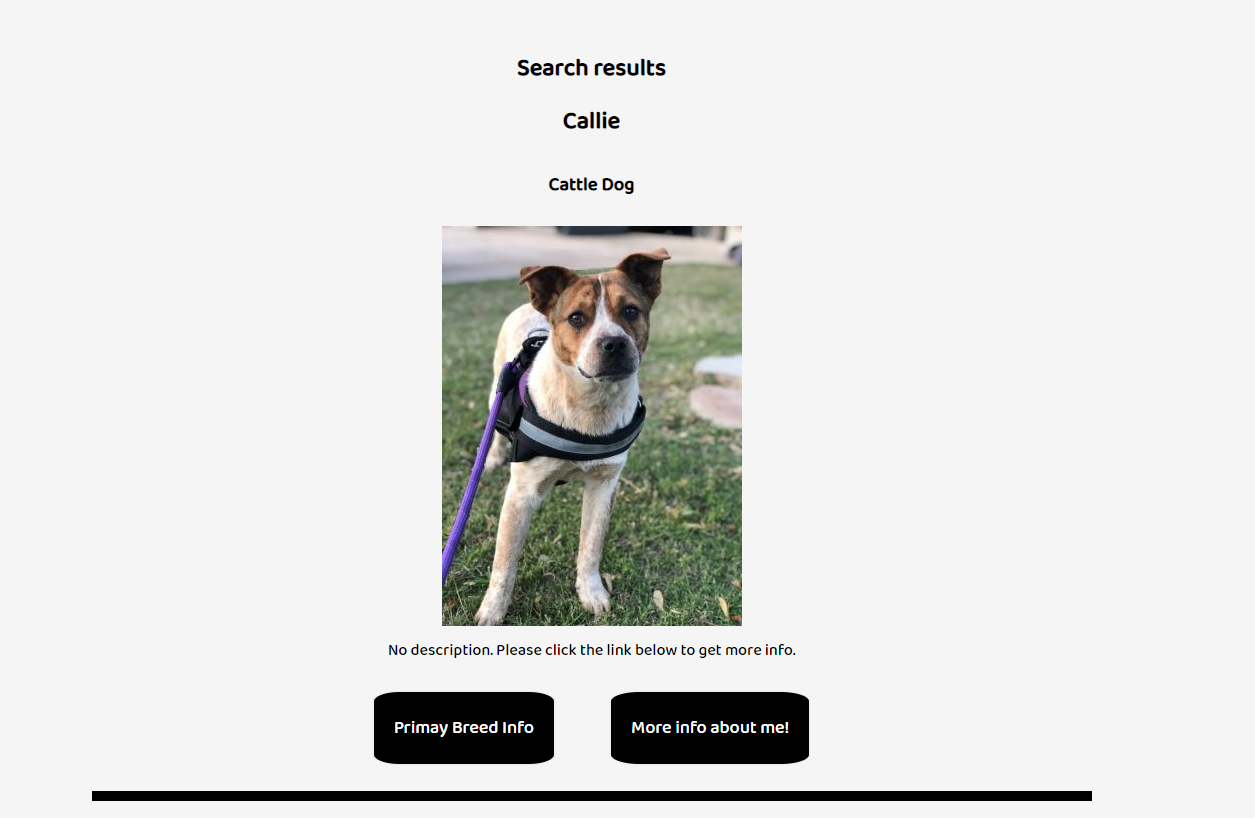 Search results
Callie
Cattle Dog
No description. Please click the link below to get more info.
Primay Breed Info
More info about me!